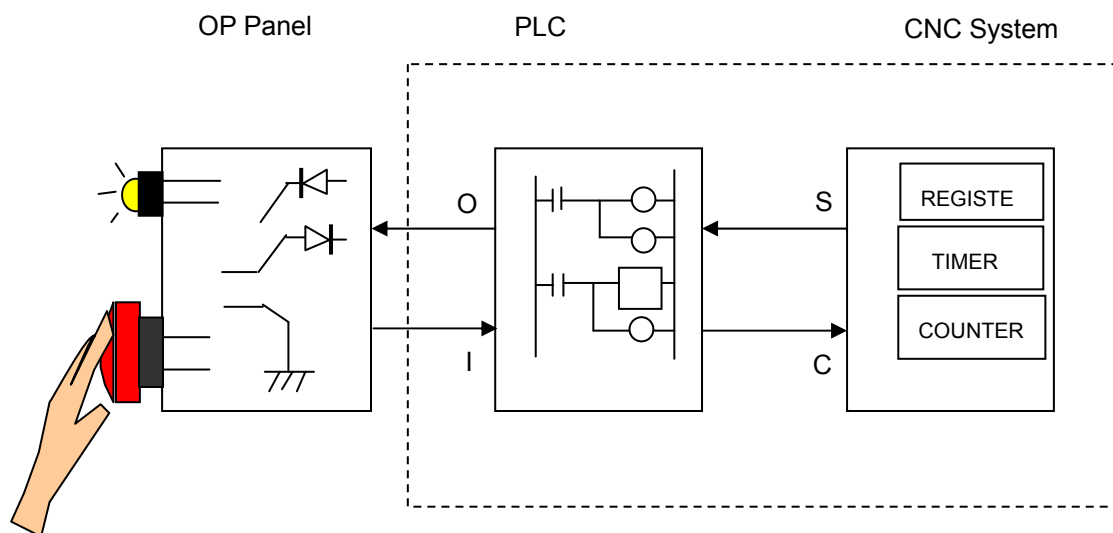 OP Panel
PLC
CNC System
O
S
I
C
REGISTE
TIMER
COUNTER